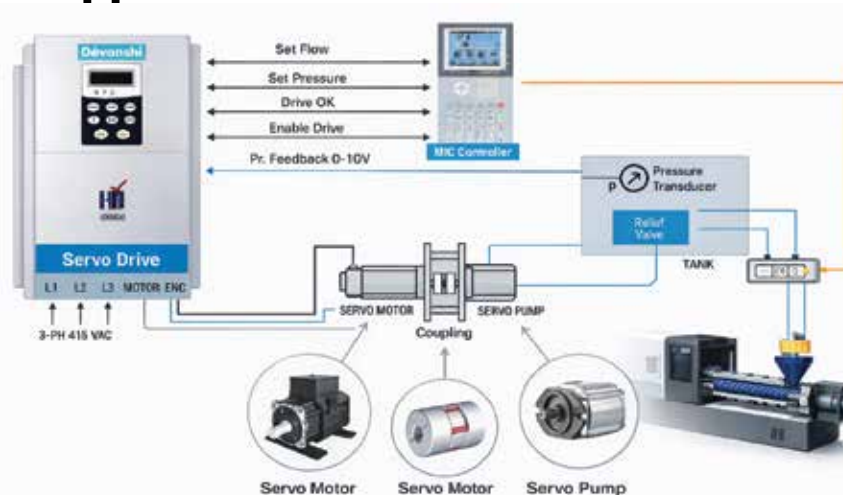 Devanshi
Set Flow
Set Pressure
Drive OK
Enable Drive
Pr. Feedback 0-10V
MIC Controller
P
Pressure
Transducer
Relief
Valve
TANK
Servo Drive
L1 L2 L3 MOTOR ENC
3-PH 415 VAC
SERVO MOTOR
Coupling
SERVO PUMP
Servo Motor
Servo Motor
Servo Pump